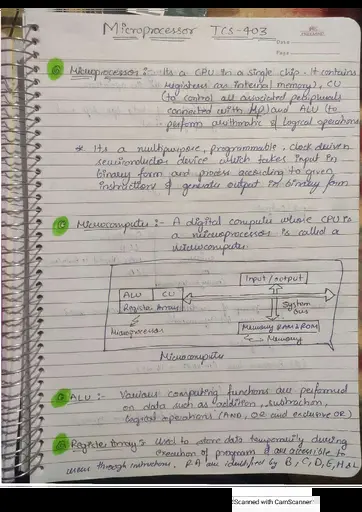 Microprocessor TCS-403
Date
Page
Microprocessor :- Its a CPU in a single chip. It contains
registers (as internal memory), CU
(to control all associated peripherals
connected with MP) and ALU (to
perform arithmetic & logical operations
* Its a multipurpose, programmable, clock driven
semiconductor device which takes input in
binary form and process according to given
instructions & generate output in binary form
Microcomputer :- A digital computer whose CPU is
a microprocessor is called a
microcomputer.
Input/output
ALU CU
Register Array
System
bus
Microprocessor
Memory RAM & ROM
Memory
Microcomputer
ALU :- Various computing functions are performed
on data such as addition, subtraction,
logical operations (AND, OR and exclusive OR)
Register Array :- Used to store data temporarily during
execution of program & are accessible to
users through instructions. RA are identified by B, C, D, E, H & L
Scanned with CamScanner